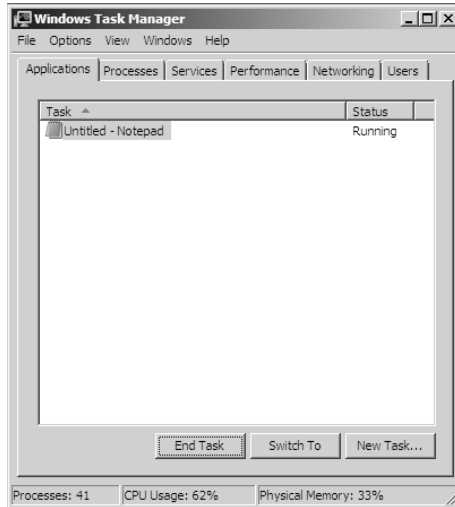 Windows Task Manager
File Options View Windows Help
Applications Processes Services Performance Networking Users
Task Status
Untitled - Notepad Running
End Task Switch To New Task...
Processes: 41 CPU Usage: 62% Physical Memory: 33%